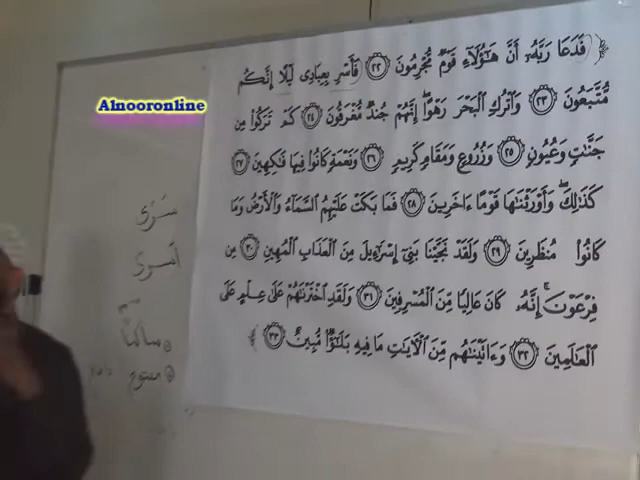 Alnooronline
﴿ فَدَعَا رَبَّهُۥٓ أَنَّ هَٰٓؤُلَآءِ قَوۡمٞ مُّجۡرِمُونَ ٢٢ فَأَسۡرِ بِعِبَادِي لَيۡلًا إِنَّكُم
مُّتَّبَعُونَ ٢٣ وَٱتۡرُكِ ٱلۡبَحۡرَ رَهۡوًاۖ إِنَّهُمۡ جُندٞ مُّغۡرَقُونَ ٢٤ كَمۡ تَرَكُواْ مِن
جَنَّٰتٖ وَعُيُونٖ ٢٥ وَزُرُوعٖ وَمَقَامٖ كَرِيمٖ ٢٦ وَنَعۡمَةٖ كَانُواْ فِيهَا فَٰكِهِينَ ٢٧
كَذَٰلِكَۖ وَأَوۡرَثۡنَٰهَا قَوۡمًا ءَاخَرِينَ ٢٨ فَمَا بَكَتۡ عَلَيۡهِمُ ٱلسَّمَآءُ وَٱلۡأَرۡضُ وَمَا
كَانُواْ مُنظَرِينَ ٢٩ وَلَقَدۡ نَجَّيۡنَا بَنِيٓ إِسۡرَٰٓءِيلَ مِنَ ٱلۡعَذَابِ ٱلۡمُهِينِ ٣٠ مِن
فِرۡعَوۡنَۚ إِنَّهُۥ كَانَ عَالِيٗا مِّنَ ٱلۡمُسۡرِفِينَ ٣١ وَلَقَدِ ٱخۡتَرۡنَٰهُمۡ عَلَىٰ عِلۡمٍ عَلَى
ٱلۡعَٰلَمِينَ ٣٢ وَءَاتَيۡنَٰهُم مِّنَ ٱلۡأٓيَٰتِ مَا فِيهِ بَلَٰٓؤٞاْ مُّبِينٌ ٣٣ ﴾
سَرَى
أسرى
ساكنًا
مفتوح